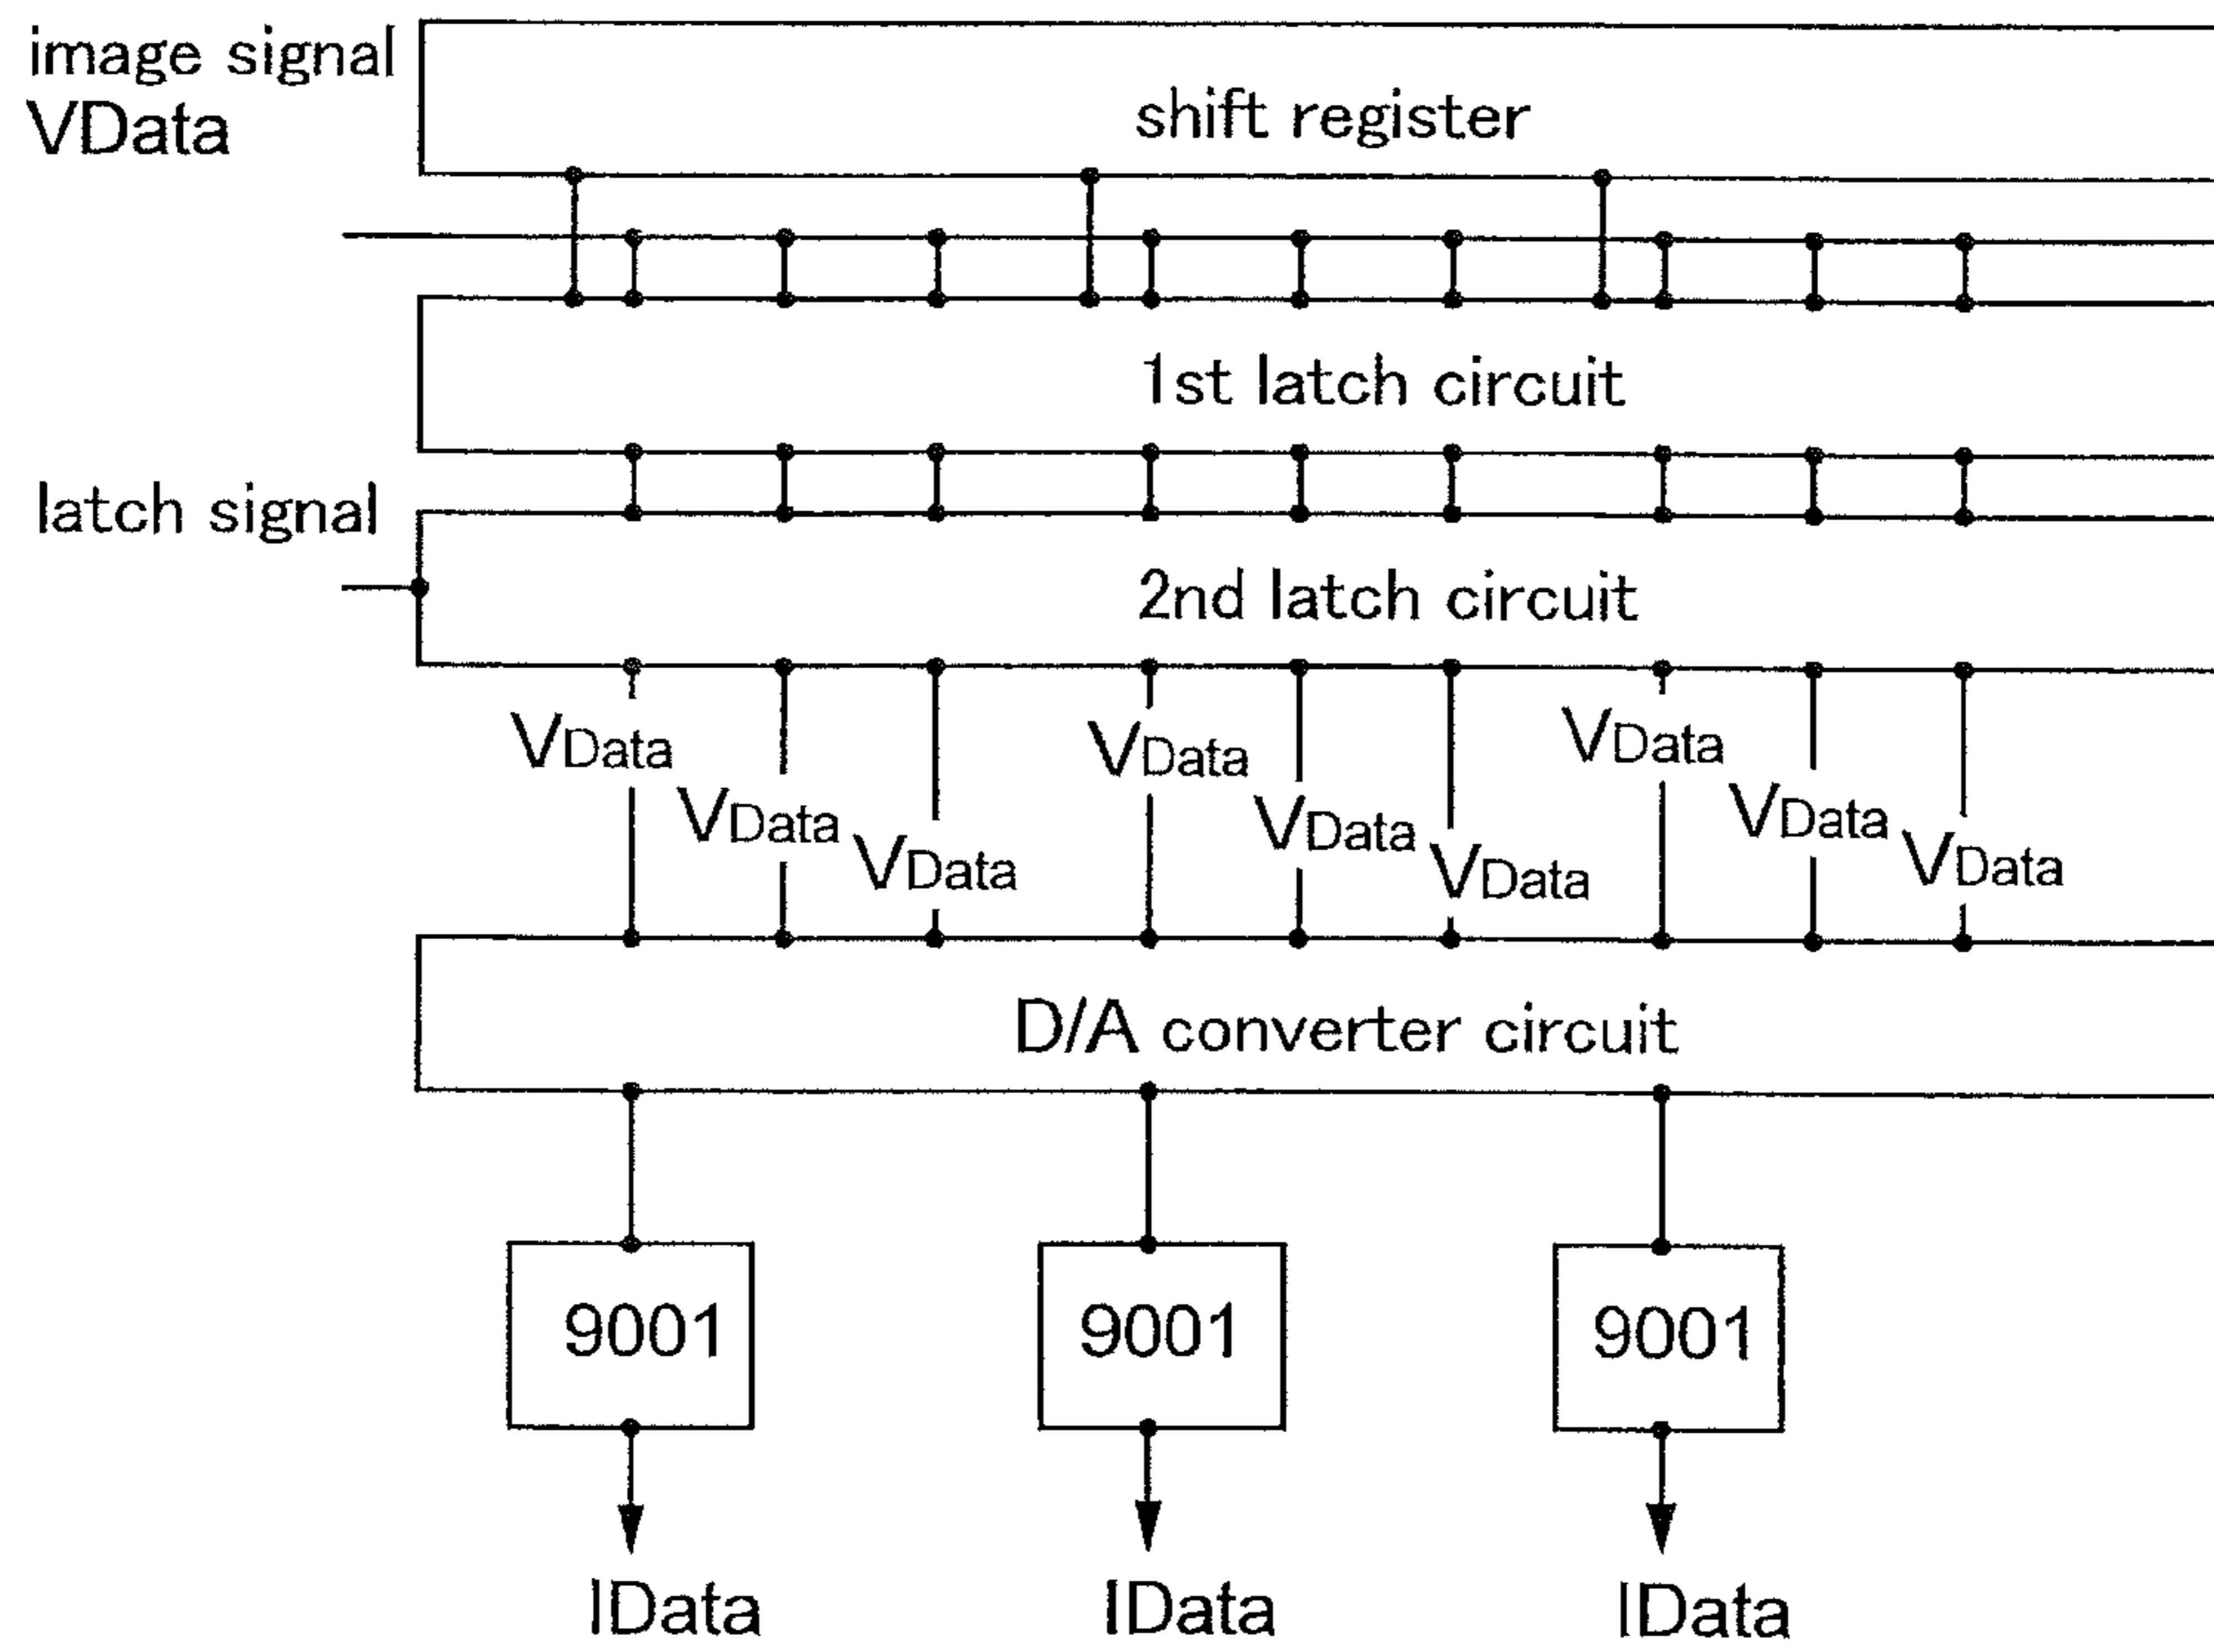 image signal
VData
shift register
1st latch circuit
latch signal
2nd latch circuit
VData
VData
VData
VData
VData
VData
VData
VData
VData
D/A converter circuit
9001
9001
9001
IData
IData
IData